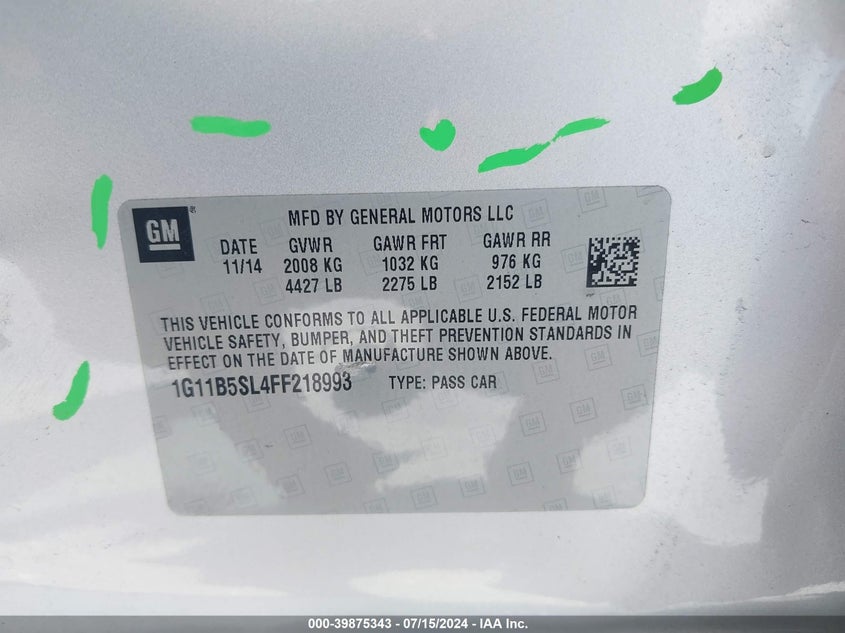 GM
MFD BY GENERAL MOTORS LLC
DATE GVWR GAWR FRT GAWR RR
11/14 2008 KG 1032 KG 976 KG
4427 LB 2275 LB 2152 LB
THIS VEHICLE CONFORMS TO ALL APPLICABLE U.S. FEDERAL MOTOR
VEHICLE SAFETY, BUMPER, AND THEFT PREVENTION STANDARDS IN
EFFECT ON THE DATE OF MANUFACTURE SHOWN ABOVE.
1G11B5SL4FF218993 TYPE: PASS CAR
000-39875343 - 07/15/2024 - IAA Inc.